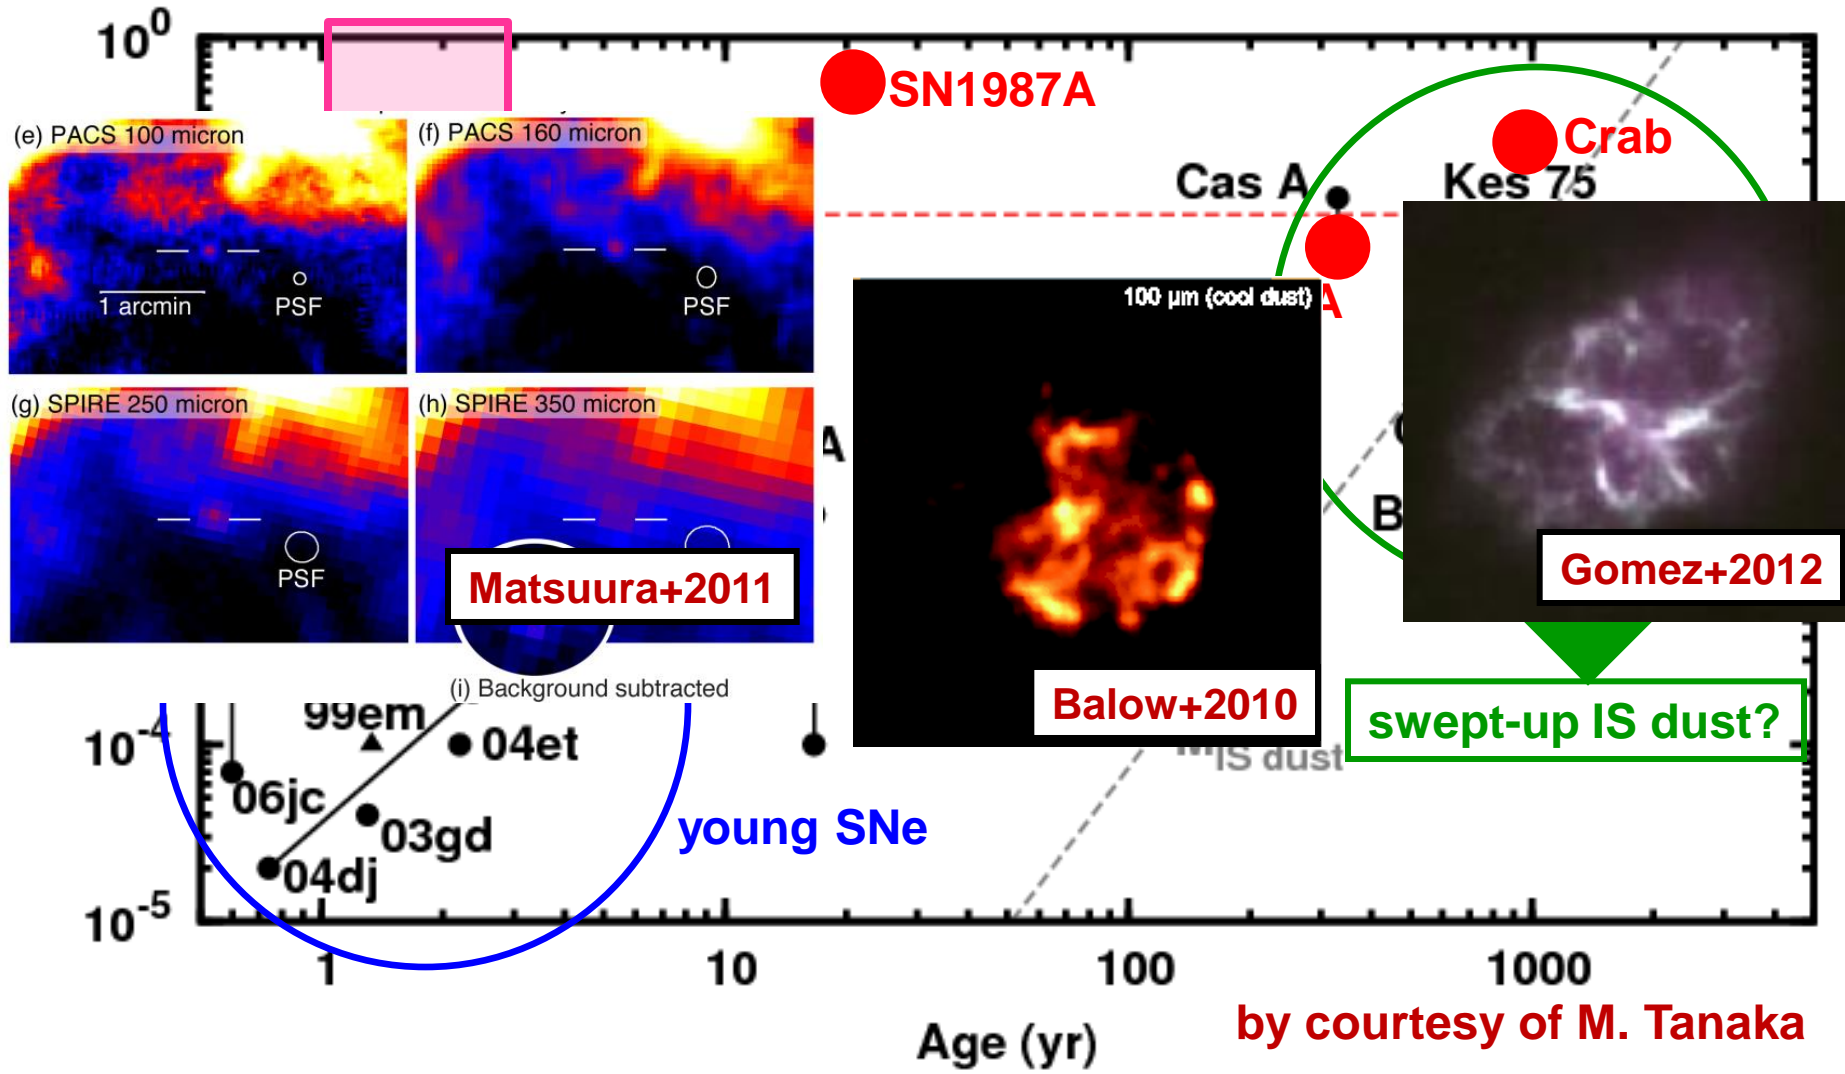 10^0
SN1987A
(e) PACS 100 micron
(f) PACS 160 micron
Crab
Cas A
Kes 75
1 arcmin
PSF
PSF
100 µm (cool dust)
A
(g) SPIRE 250 micron
(h) SPIRE 350 micron
A
B
PSF
Matsuura+2011
Gomez+2012
(i) Background subtracted
Balow+2010
swept-up IS dust?
99em
10^-4
04et
M_IS dust
06jc
03gd
young SNe
04dj
10^-5
1
10
100
1000
by courtesy of M. Tanaka
Age (yr)